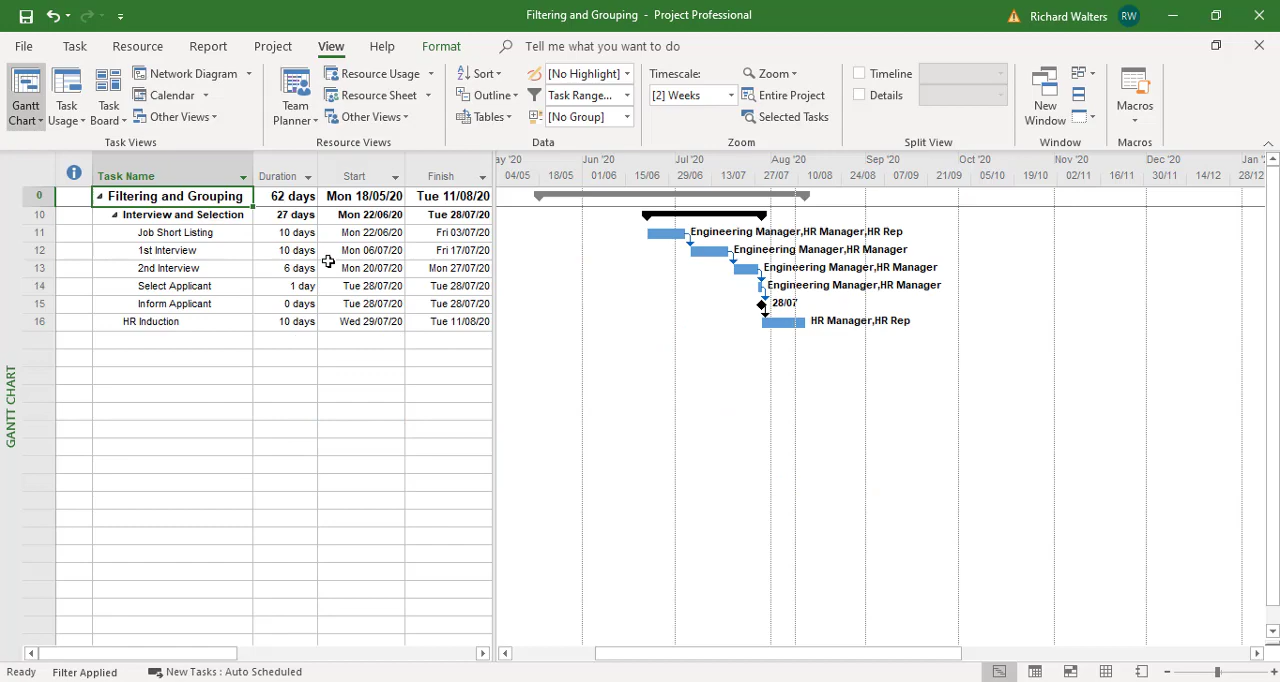 Filtering and Grouping - Project Professional
Richard Walters RW
File Task Resource Project Report View Help Format Tell me what you want to do
Gantt Chart
Task Usage
Task Board
Network Diagram
Calendar
Other Views
Task Views
Team Planner
Resource Usage
Resource Sheet
Other Views
Resource Views
Sort
Outline
Tables
[No Highlight]
Task Range...
[No Group]
Data
Timescale:
[2] Weeks
Zoom
Entire Project
Selected Tasks
Zoom
Timeline
Details
Split View
New Window
Window
Macros
Macros
Task Name Duration Start Finish
ay '20 Jun '20 Jul '20 Aug '20 Sep '20 Oct '20 Nov '20 Dec '20 Jan '
04/05 18/05 01/06 15/06 29/06 13/07 27/07 10/08 24/08 07/09 21/09 05/10 19/10 02/11 16/11 30/11 14/12 28/12
0 Filtering and Grouping 62 days Mon 18/05/20 Tue 11/08/20
10 Interview and Selection 27 days Mon 22/06/20 Tue 28/07/20
11 Job Short Listing 10 days Mon 22/06/20 Fri 03/07/20 Engineering Manager,HR Manager,HR Rep
12 1st Interview 10 days Mon 06/07/20 Fri 17/07/20 Engineering Manager,HR Manager
13 2nd Interview 6 days Mon 20/07/20 Mon 27/07/20 Engineering Manager,HR Manager
14 Select Applicant 1 day Tue 28/07/20 Tue 28/07/20 Engineering Manager,HR Manager
15 Inform Applicant 0 days Tue 28/07/20 Tue 28/07/20 28/07
16 HR Induction 10 days Wed 29/07/20 Tue 11/08/20 HR Manager,HR Rep
GANTT CHART
Ready Filter Applied New Tasks : Auto Scheduled